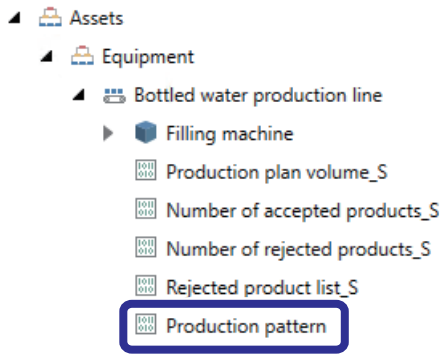 Assets
Equipment
Bottled water production line
Filling machine
Production plan volume_S
Number of accepted products_S
Number of rejected products_S
Rejected product list_S
Production pattern